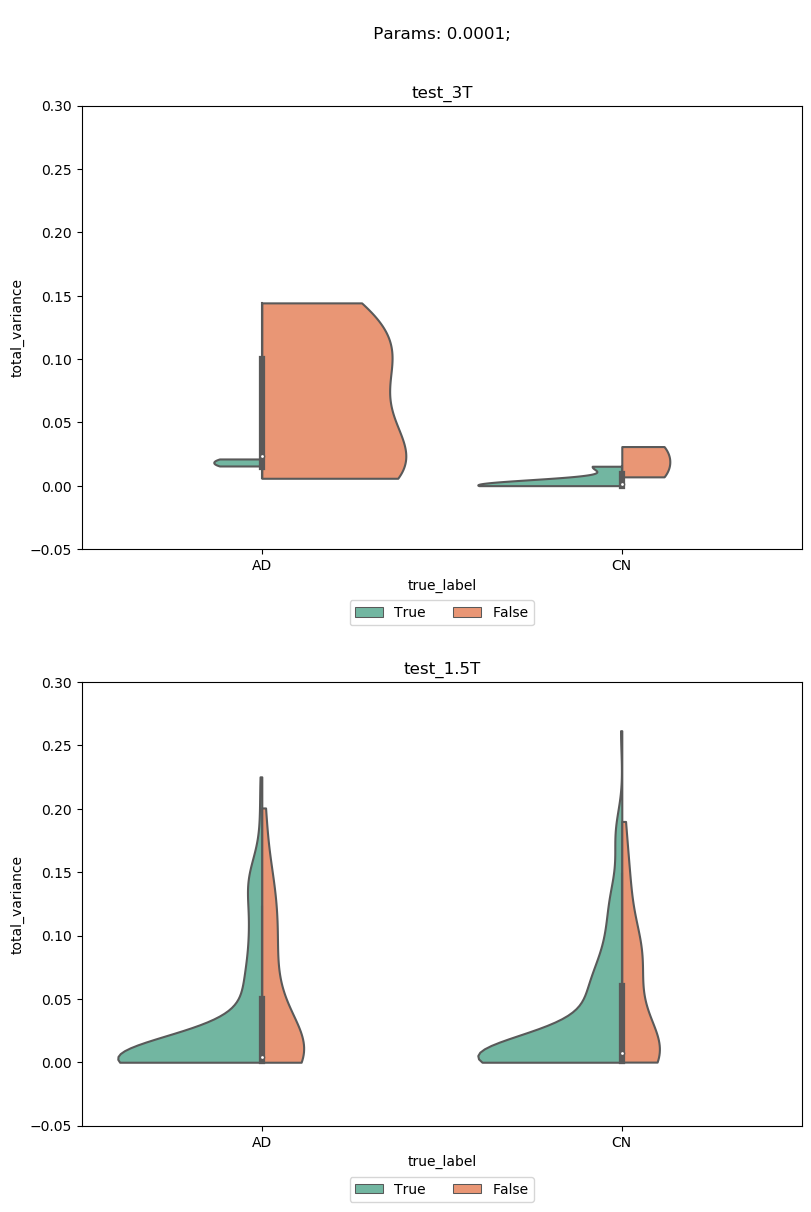 Params: 0.0001;
test_3T
0.30
0.25
0.20
0.15
0.10
0.05
0.00
−0.05
total_variance
AD CN
true_label
True False
test_1.5T
0.30
0.25
0.20
0.15
0.10
0.05
0.00
−0.05
total_variance
AD CN
true_label
True False